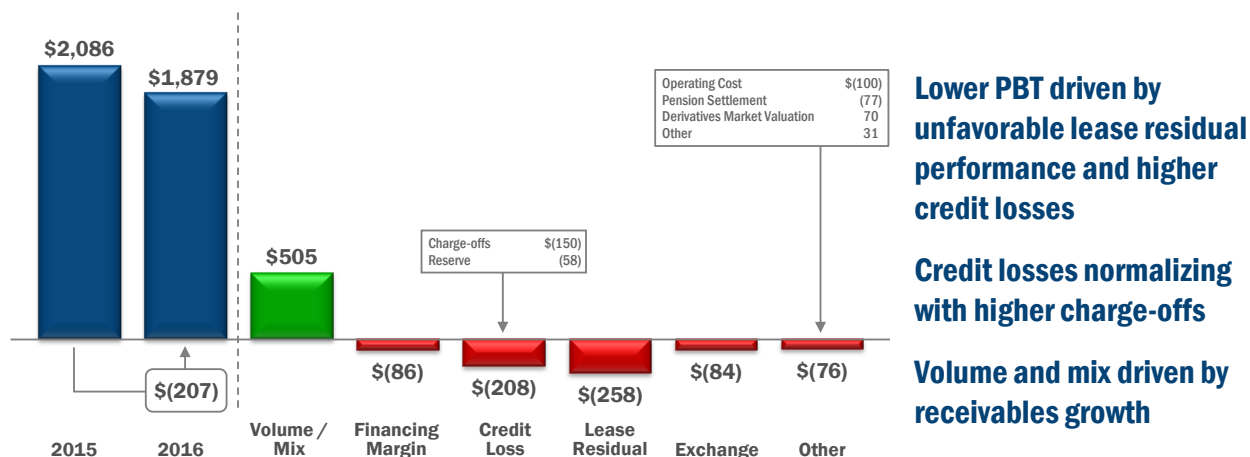 $2,086
$1,879
$505
$(86)
$(208)
$(258)
$(84)
$(76)
$(207)
Charge-offs $(150)
Reserve (58)
Operating Cost $(100)
Pension Settlement (77)
Derivatives Market Valuation 70
Other 31
2015
2016
Volume /
Mix
Financing
Margin
Credit
Loss
Lease
Residual
Exchange
Other
Lower PBT driven by
unfavorable lease residual
performance and higher
credit losses
Credit losses normalizing
with higher charge-offs
Volume and mix driven by
receivables growth